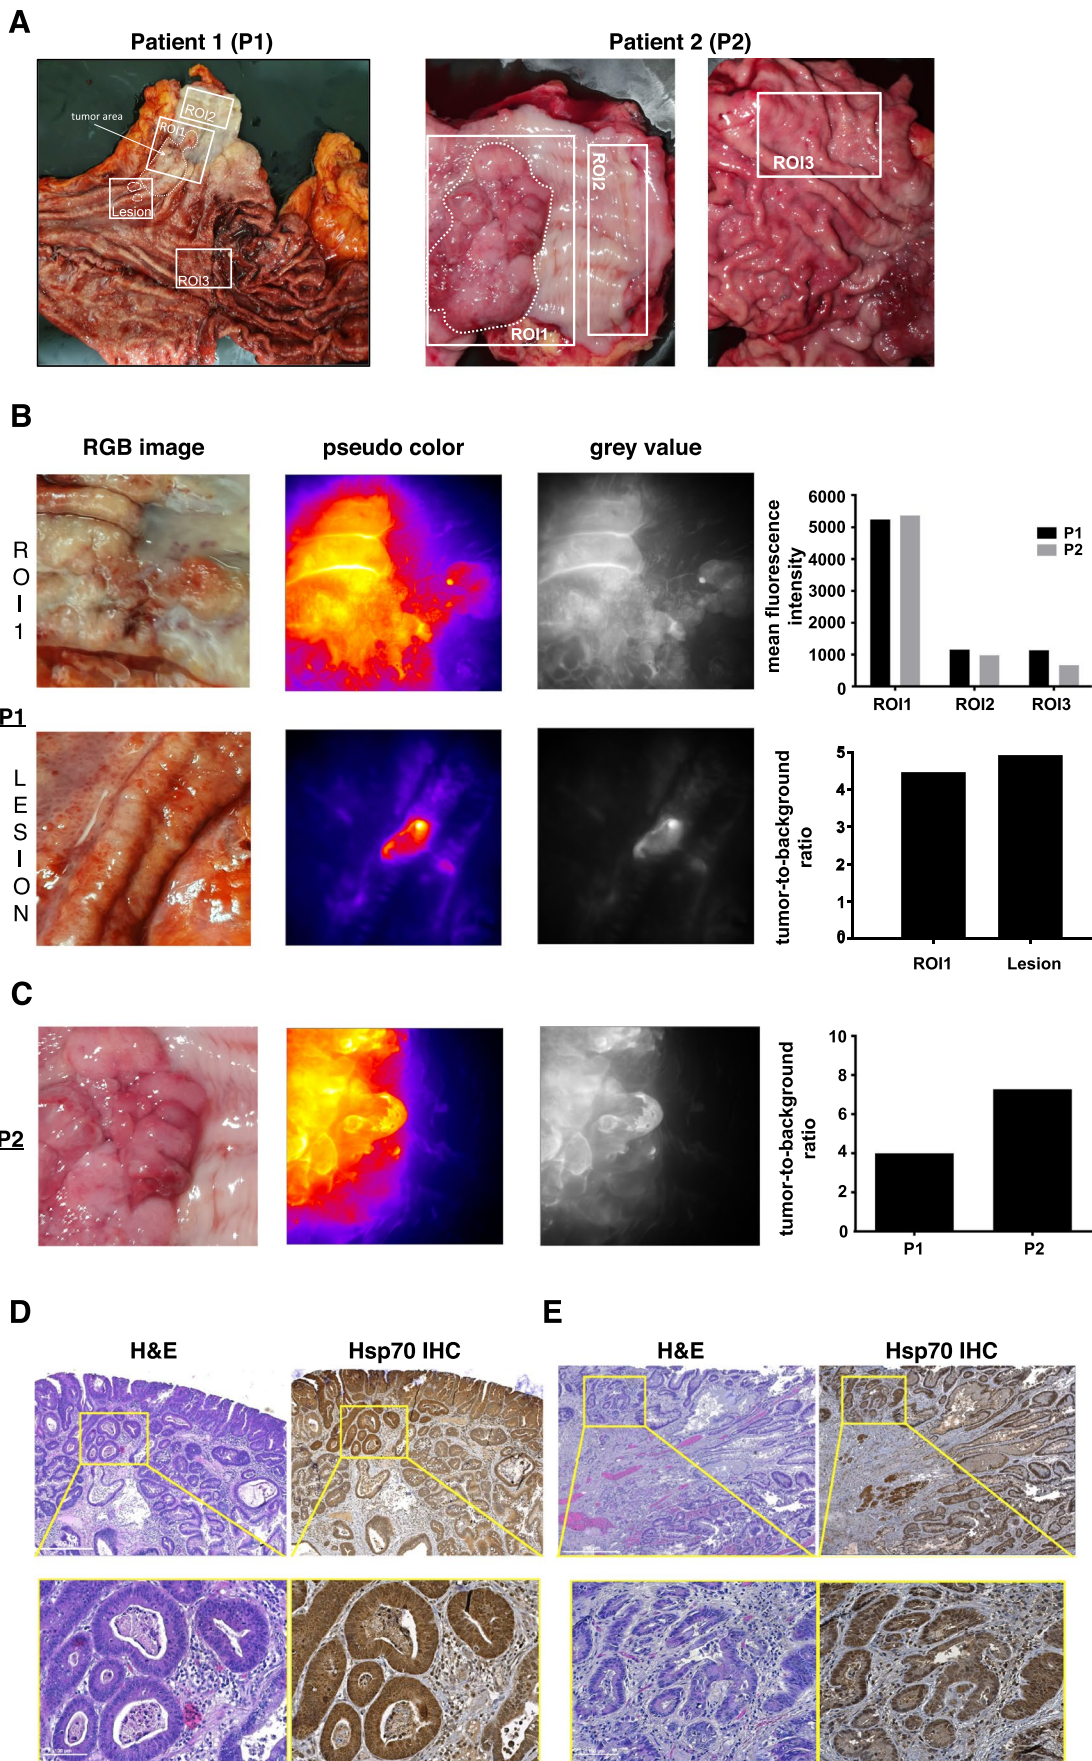 A
Patient 1 (P1)
Patient 2 (P2)
tumor area
ROI2
ROI1
Lesion
ROI3
ROI2
ROI1
ROI3
B
RGB image
pseudo color
grey value
ROI1
P1
LESION
mean fluorescence
intensity
6000
5000
4000
3000
2000
1000
0
P1
P2
ROI1
ROI2
ROI3
tumor-to-background
ratio
5
4
3
2
1
0
ROI1
Lesion
C
P2
tumor-to-background
ratio
10
8
6
4
2
0
P1
P2
D
H&E
Hsp70 IHC
E
H&E
Hsp70 IHC